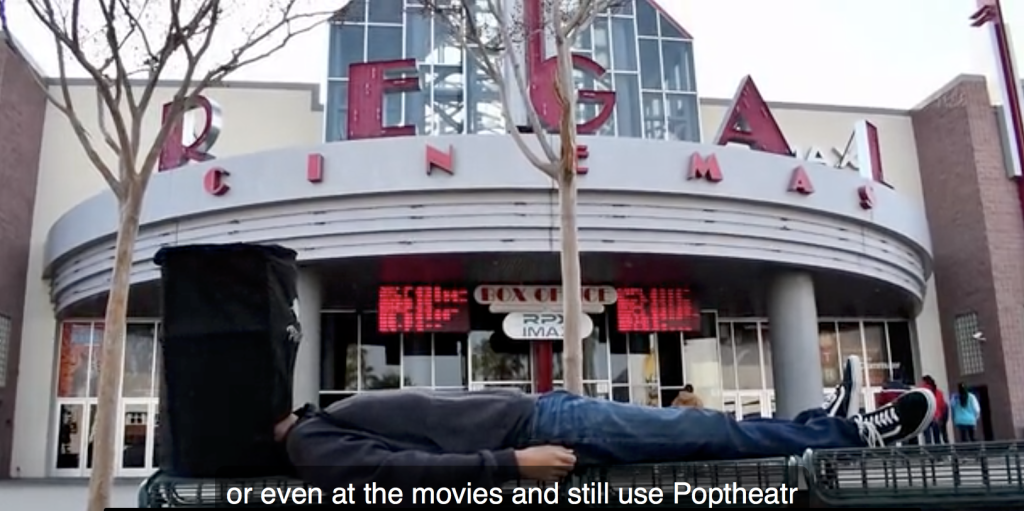 REGAL
CINEMAS
IMAX
BOX OFFICE
RPX
IMAX
or even at the movies and still use Poptheatr